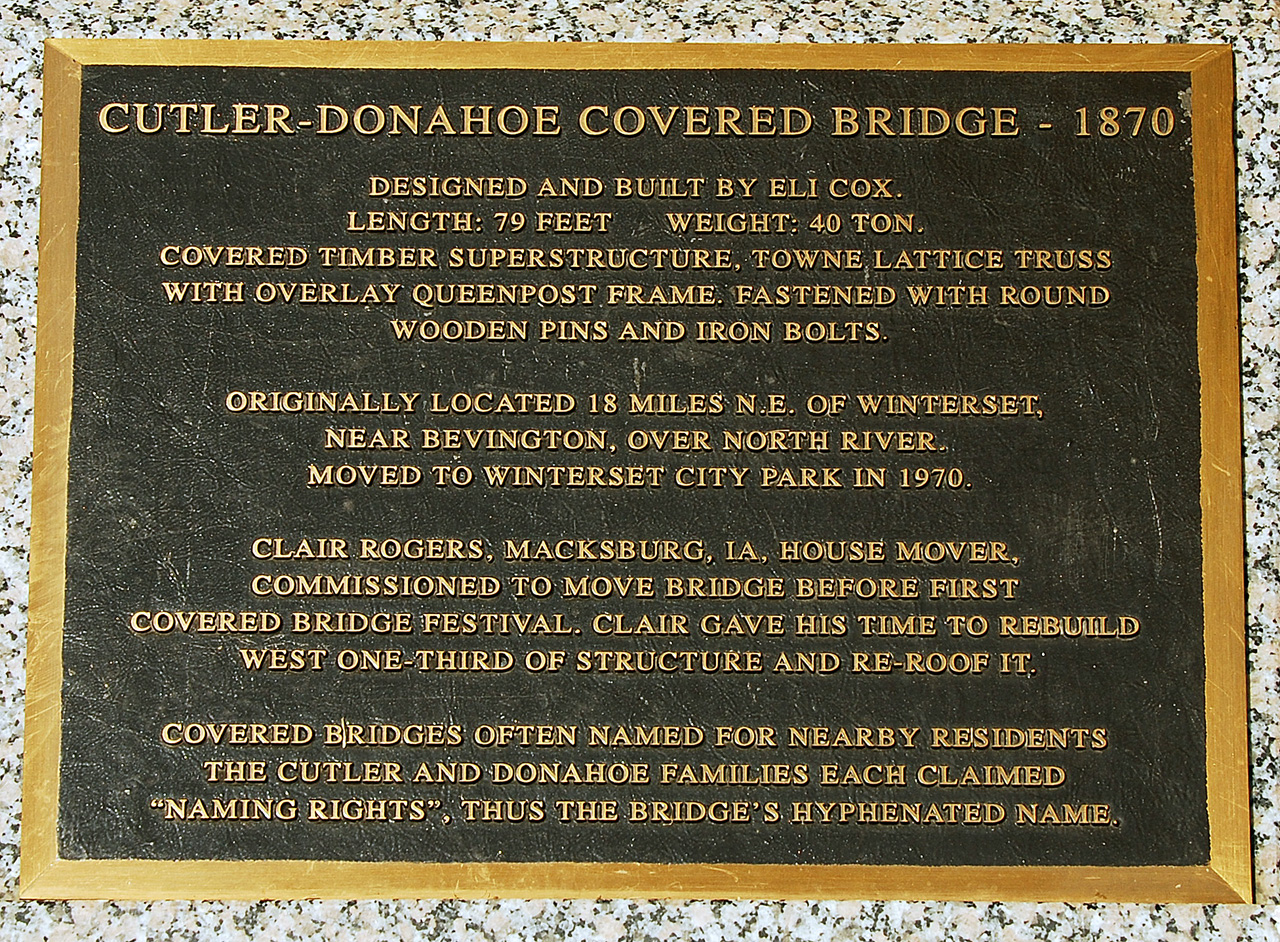 CUTLER-DONAHOE COVERED BRIDGE - 1870
DESIGNED AND BUILT BY ELI COX.
LENGTH: 79 FEET WEIGHT: 40 TON.
COVERED TIMBER SUPERSTRUCTURE, TOWNE LATTICE TRUSS
WITH OVERLAY QUEENPOST FRAME. FASTENED WITH ROUND
WOODEN PINS AND IRON BOLTS.
ORIGINALLY LOCATED 18 MILES N.E. OF WINTERSET,
NEAR BEVINGTON, OVER NORTH RIVER.
MOVED TO WINTERSET CITY PARK IN 1970.
CLAIR ROGERS, MACKSBURG, IA, HOUSE MOVER,
COMMISSIONED TO MOVE BRIDGE BEFORE FIRST
COVERED BRIDGE FESTIVAL. CLAIR GAVE HIS TIME TO REBUILD
WEST ONE-THIRD OF STRUCTURE AND RE-ROOF IT.
COVERED BRIDGES OFTEN NAMED FOR NEARBY RESIDENTS
THE CUTLER AND DONAHOE FAMILIES EACH CLAIMED
“NAMING RIGHTS”, THUS THE BRIDGE’S HYPHENATED NAME.